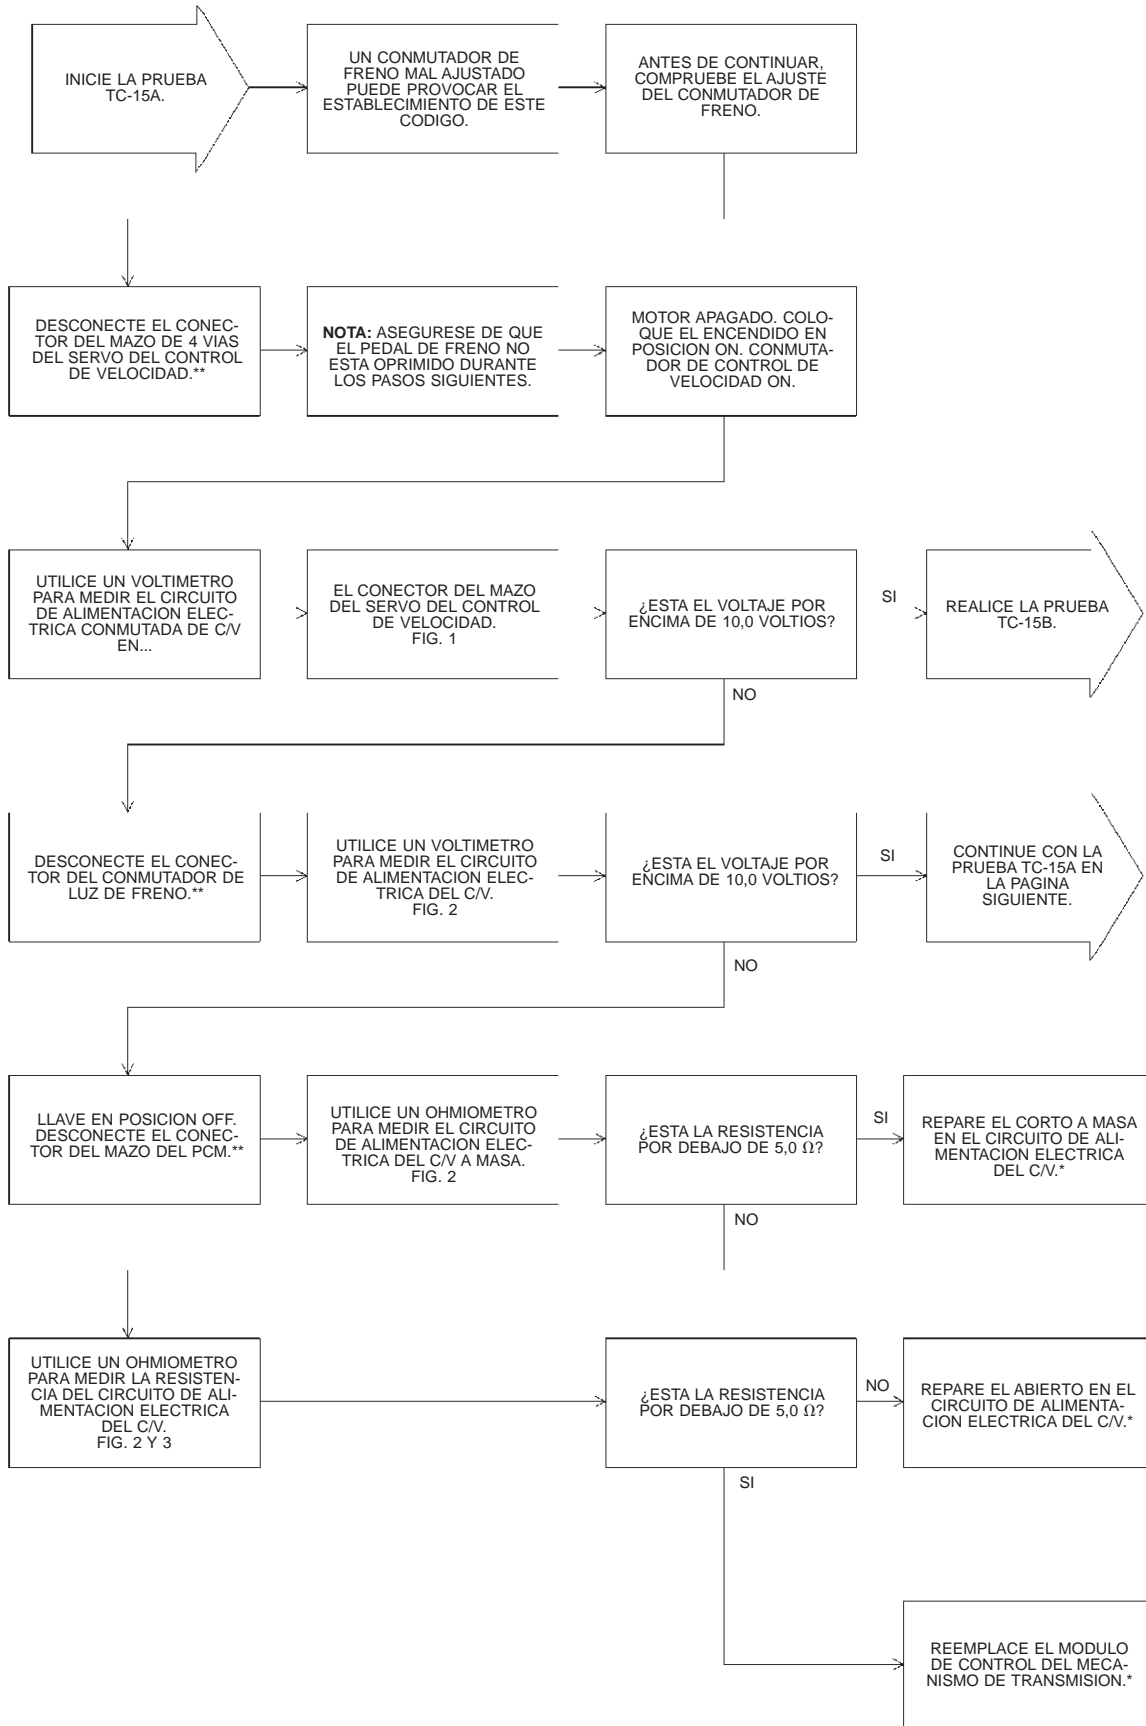 INICIE LA PRUEBA
TC-15A.
UN CONMUTADOR DE
FRENO MAL AJUSTADO
PUEDE PROVOCAR EL
ESTABLECIMIENTO DE ESTE
CODIGO.
ANTES DE CONTINUAR,
COMPRUEBE EL AJUSTE
DEL CONMUTADOR DE
FRENO.
DESCONECTE EL CONEC-
TOR DEL MAZO DE 4 VIAS
DEL SERVO DEL CONTROL
DE VELOCIDAD.**
NOTA: ASEGURESE DE QUE
EL PEDAL DE FRENO NO
ESTA OPRIMIDO DURANTE
LOS PASOS SIGUIENTES.
MOTOR APAGADO. COLO-
QUE EL ENCENDIDO EN
POSICION ON. CONMUTA-
DOR DE CONTROL DE
VELOCIDAD ON.
UTILICE UN VOLTIMETRO
PARA MEDIR EL CIRCUITO
DE ALIMENTACION ELEC-
TRICA CONMUTADA DE C/V
EN...
EL CONECTOR DEL MAZO
DEL SERVO DEL CONTROL
DE VELOCIDAD.
FIG. 1
¿ESTA EL VOLTAJE POR
ENCIMA DE 10,0 VOLTIOS?
SI
REALICE LA PRUEBA
TC-15B.
NO
DESCONECTE EL CONEC-
TOR DEL CONMUTADOR DE
LUZ DE FRENO.**
UTILICE UN VOLTIMETRO
PARA MEDIR EL CIRCUITO
DE ALIMENTACION ELEC-
TRICA DEL C/V.
FIG. 2
¿ESTA EL VOLTAJE POR
ENCIMA DE 10,0 VOLTIOS?
SI
CONTINUE CON LA
PRUEBA TC-15A EN
LA PAGINA
SIGUIENTE.
NO
LLAVE EN POSICION OFF.
DESCONECTE EL CONEC-
TOR DEL MAZO DEL PCM.**
UTILICE UN OHMIOMETRO
PARA MEDIR EL CIRCUITO
DE ALIMENTACION ELEC-
TRICA DEL C/V A MASA.
FIG. 2
¿ESTA LA RESISTENCIA
POR DEBAJO DE 5,0 Ω?
SI
REPARE EL CORTO A MASA
EN EL CIRCUITO DE ALI-
MENTACION ELECTRICA
DEL C/V.*
NO
UTILICE UN OHMIOMETRO
PARA MEDIR LA RESISTEN-
CIA DEL CIRCUITO DE ALI-
MENTACION ELECTRICA
DEL C/V.
FIG. 2 Y 3
¿ESTA LA RESISTENCIA
POR DEBAJO DE 5,0 Ω?
NO
REPARE EL ABIERTO EN EL
CIRCUITO DE ALIMENTA-
CION ELECTRICA DEL C/V.*
SI
REEMPLACE EL MODULO
DE CONTROL DEL MECA-
NISMO DE TRANSMISION.*